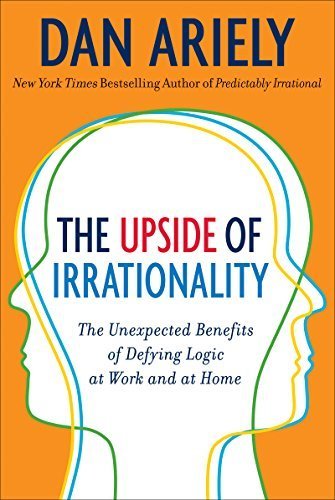 DAN ARIELY
New York Times Bestselling Author of Predictably Irrational
THE UPSIDE OF
IRRATIONALITY
The Unexpected Benefits
of Defying Logic
at Work and at Home